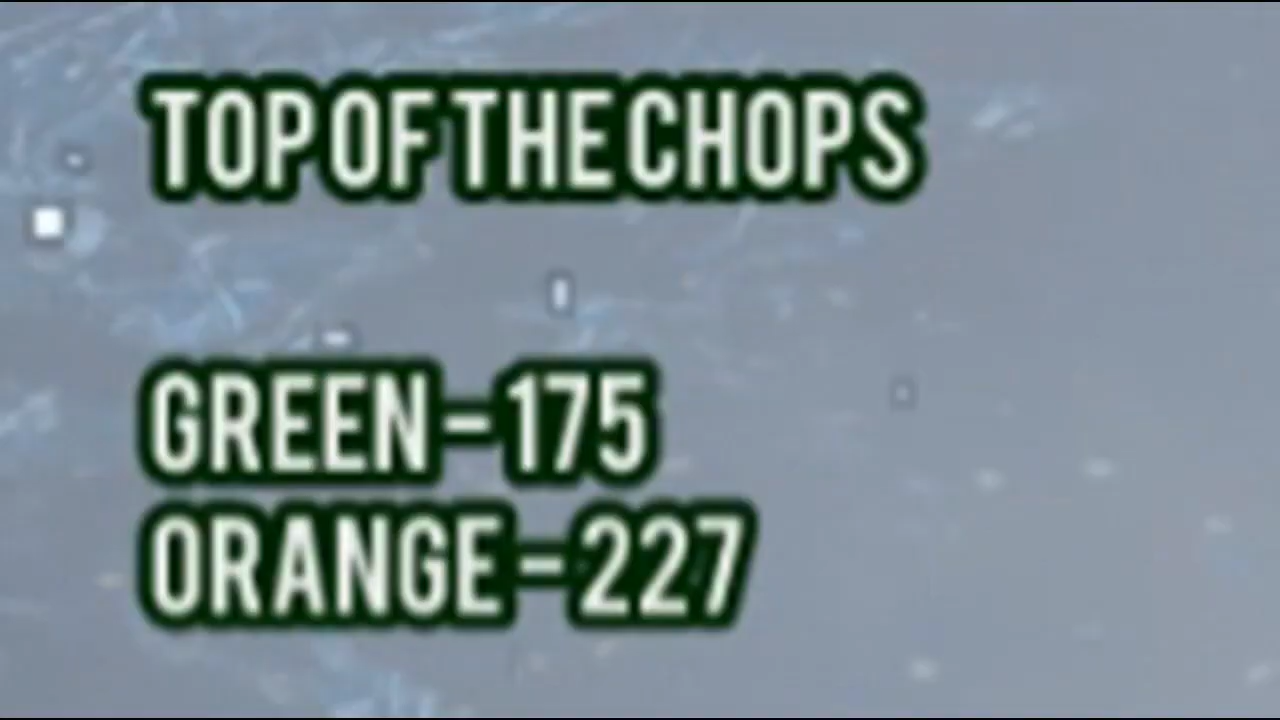 TOP OF THE CHOPS
GREEN - 175
ORANGE - 227